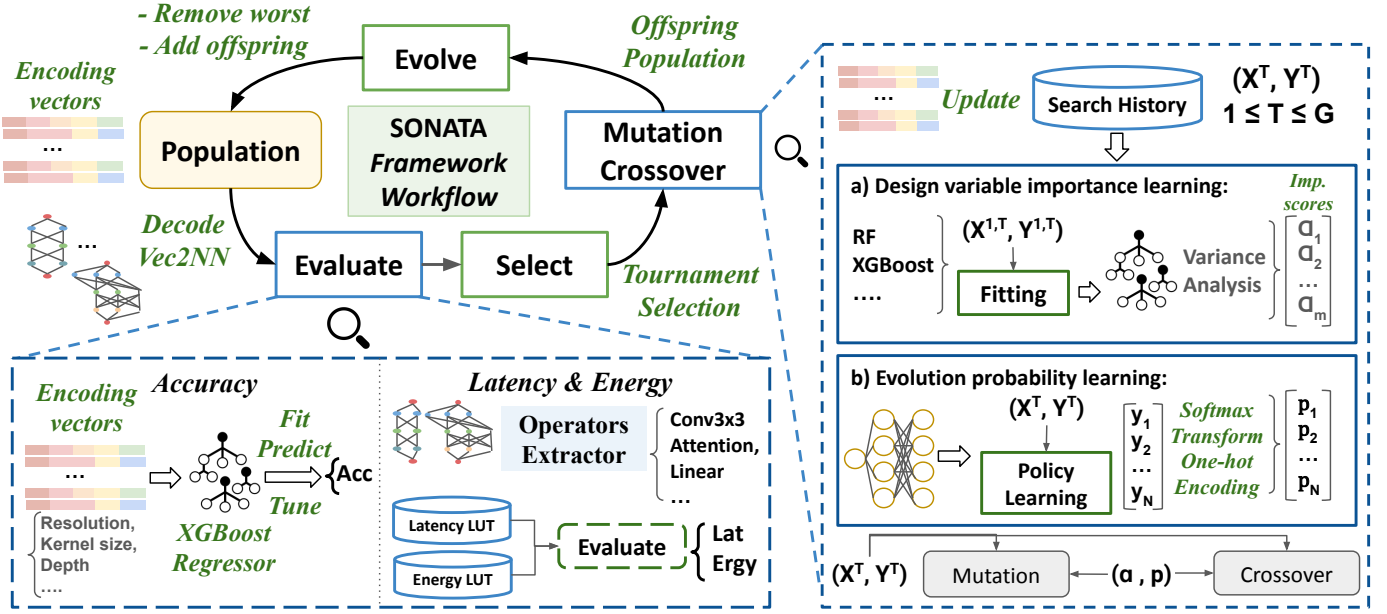 - Remove worst
- Add offspring
Encoding
vectors
...
Evolve
Offspring
Population
Population
SONATA
Framework
Workflow
Mutation
Crossover
Decode
Vec2NN
...
Evaluate
Select
Tournament
Selection
Accuracy
Encoding
vectors
...
Resolution,
Kernel size,
Depth
....
XGBoost
Regressor
Fit
Predict
Tune
Acc
Latency & Energy
Operators
Extractor
Conv3x3
Attention,
Linear
...
Latency LUT
Energy LUT
Evaluate
Lat
Ergy
...
Update
Search History
(X^T, Y^T)
1 ≤ T ≤ G
a) Design variable importance learning:
Imp.
scores
RF
XGBoost
....
(X^1,T, Y^1,T)
Fitting
Variance
Analysis
ɑ_1
ɑ_2
...
ɑ_m
b) Evolution probability learning:
(X^T, Y^T)
Policy
Learning
y_1
y_2
...
y_N
Softmax
Transform
One-hot
Encoding
p_1
p_2
...
p_N
(X^T, Y^T)
Mutation
(ɑ , p)
Crossover